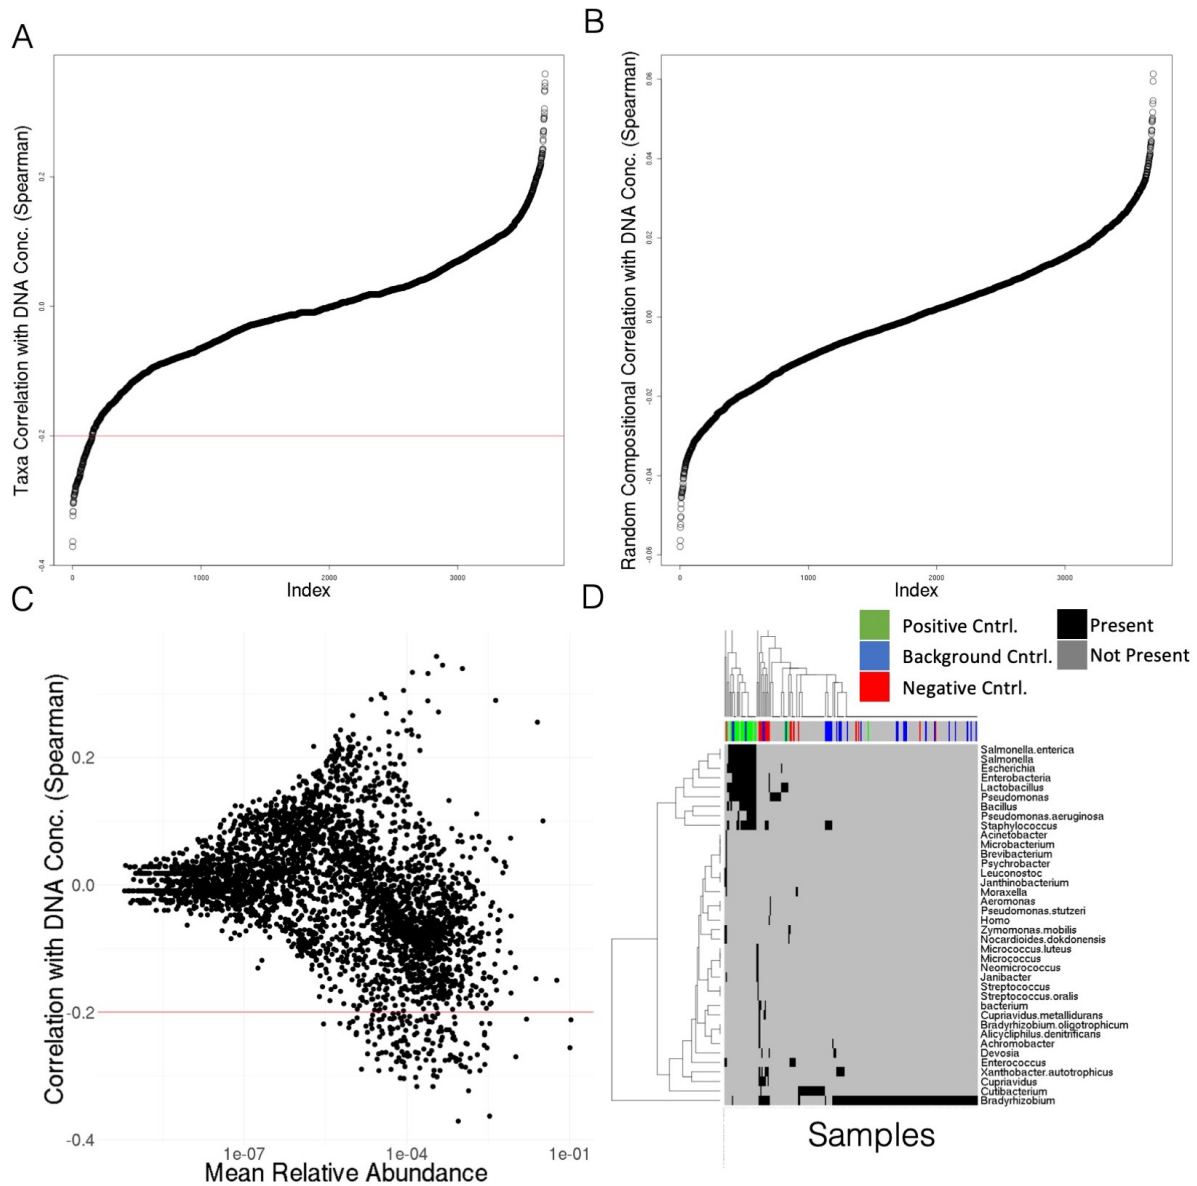 A
B
Taxa Correlation with DNA Conc. (Spearman)
0.2
0.0
-0.2
-0.4
0
1000
2000
3000
Index
Random Compositional Correlation with DNA Conc. (Spearman)
0.06
0.04
0.02
0.00
-0.02
-0.04
-0.06
0
1000
2000
3000
Index
C
D
Correlation with DNA Conc. (Spearman)
0.2
0.0
-0.2
-0.4
1e-07
1e-04
1e-01
Mean Relative Abundance
Positive Cntrl.
Background Cntrl.
Negative Cntrl.
Present
Not Present
Salmonella.enterica
Salmonella
Escherichia
Enterobacteria
Lactobacillus
Pseudomonas
Bacillus
Pseudomonas.aeruginosa
Staphylococcus
Acinetobacter
Microbacterium
Brevibacterium
Psychrobacter
Leuconostoc
Janthinobacterium
Moraxella
Aeromonas
Pseudomonas.stutzeri
Homo
Zymomonas.mobilis
Nocardioides.dokdonensis
Micrococcus.luteus
Micrococcus
Neomicrococcus
Janibacter
Streptococcus
Streptococcus.oralis
bacterium
Cupriavidus.metallidurans
Bradyrhizobium.oligotrophicum
Alicycliphilus.denitrificans
Achromobacter
Devosia
Enterococcus
Xanthobacter.autotrophicus
Cupriavidus
Cutibacterium
Bradyrhizobium
Samples